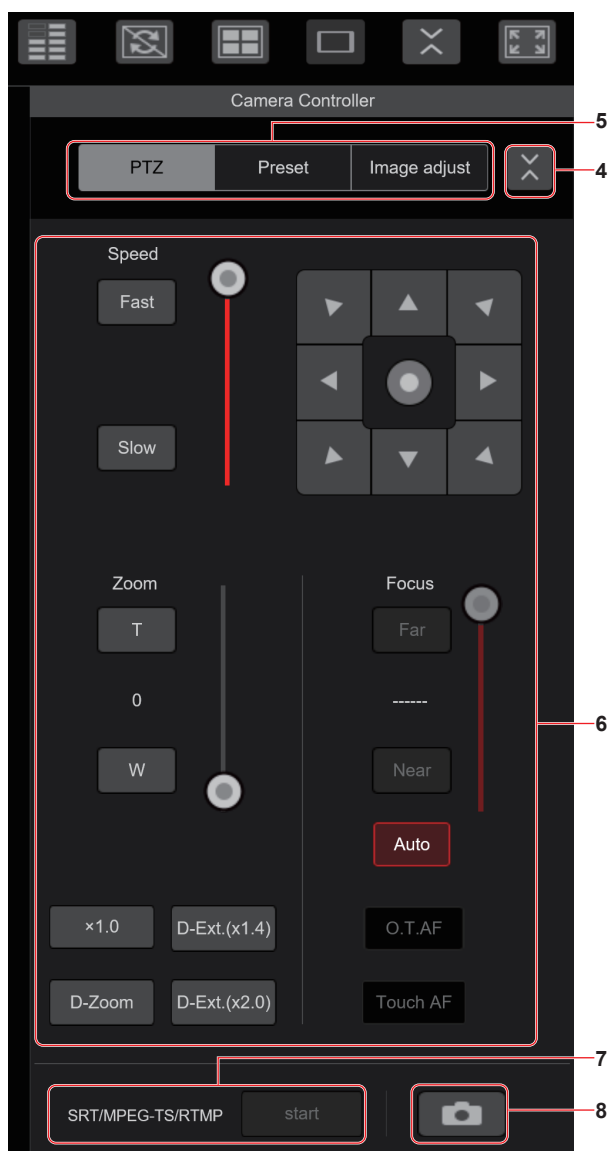 Camera Controller
5
PTZ Preset Image adjust
4
Speed
Fast
Slow
Zoom Focus
T Far
0 ------
6
W Near
Auto
×1.0 D-Ext.(x1.4) O.T.AF
D-Zoom D-Ext.(x2.0) Touch AF
7
SRT/MPEG-TS/RTMP start
8